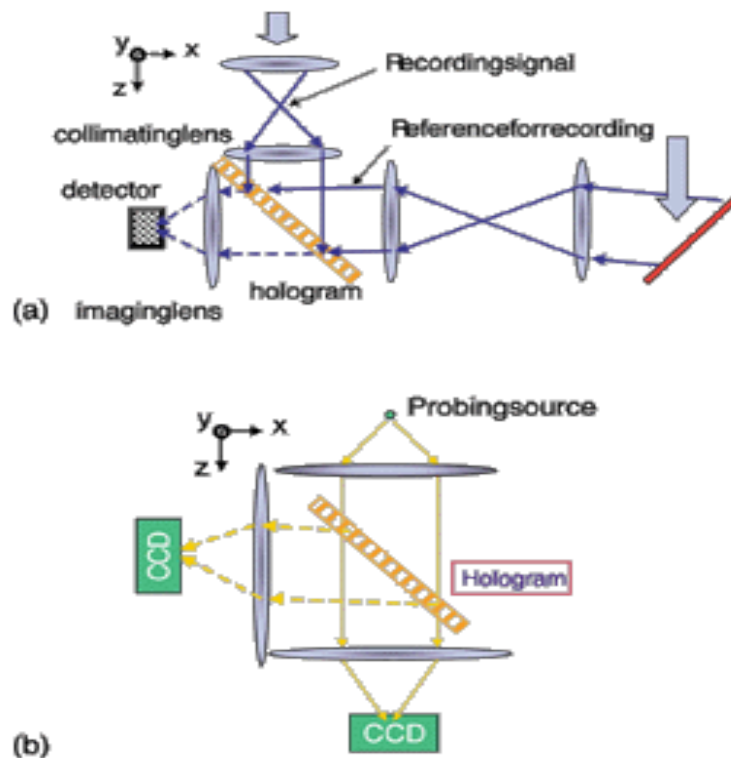 y x
z
Recordingsignal
collimatinglens
Referenceforrecording
detector
hologram
(a) imaginglens
Probingsource
y x
z
CCD
Hologram
CCD
(b)